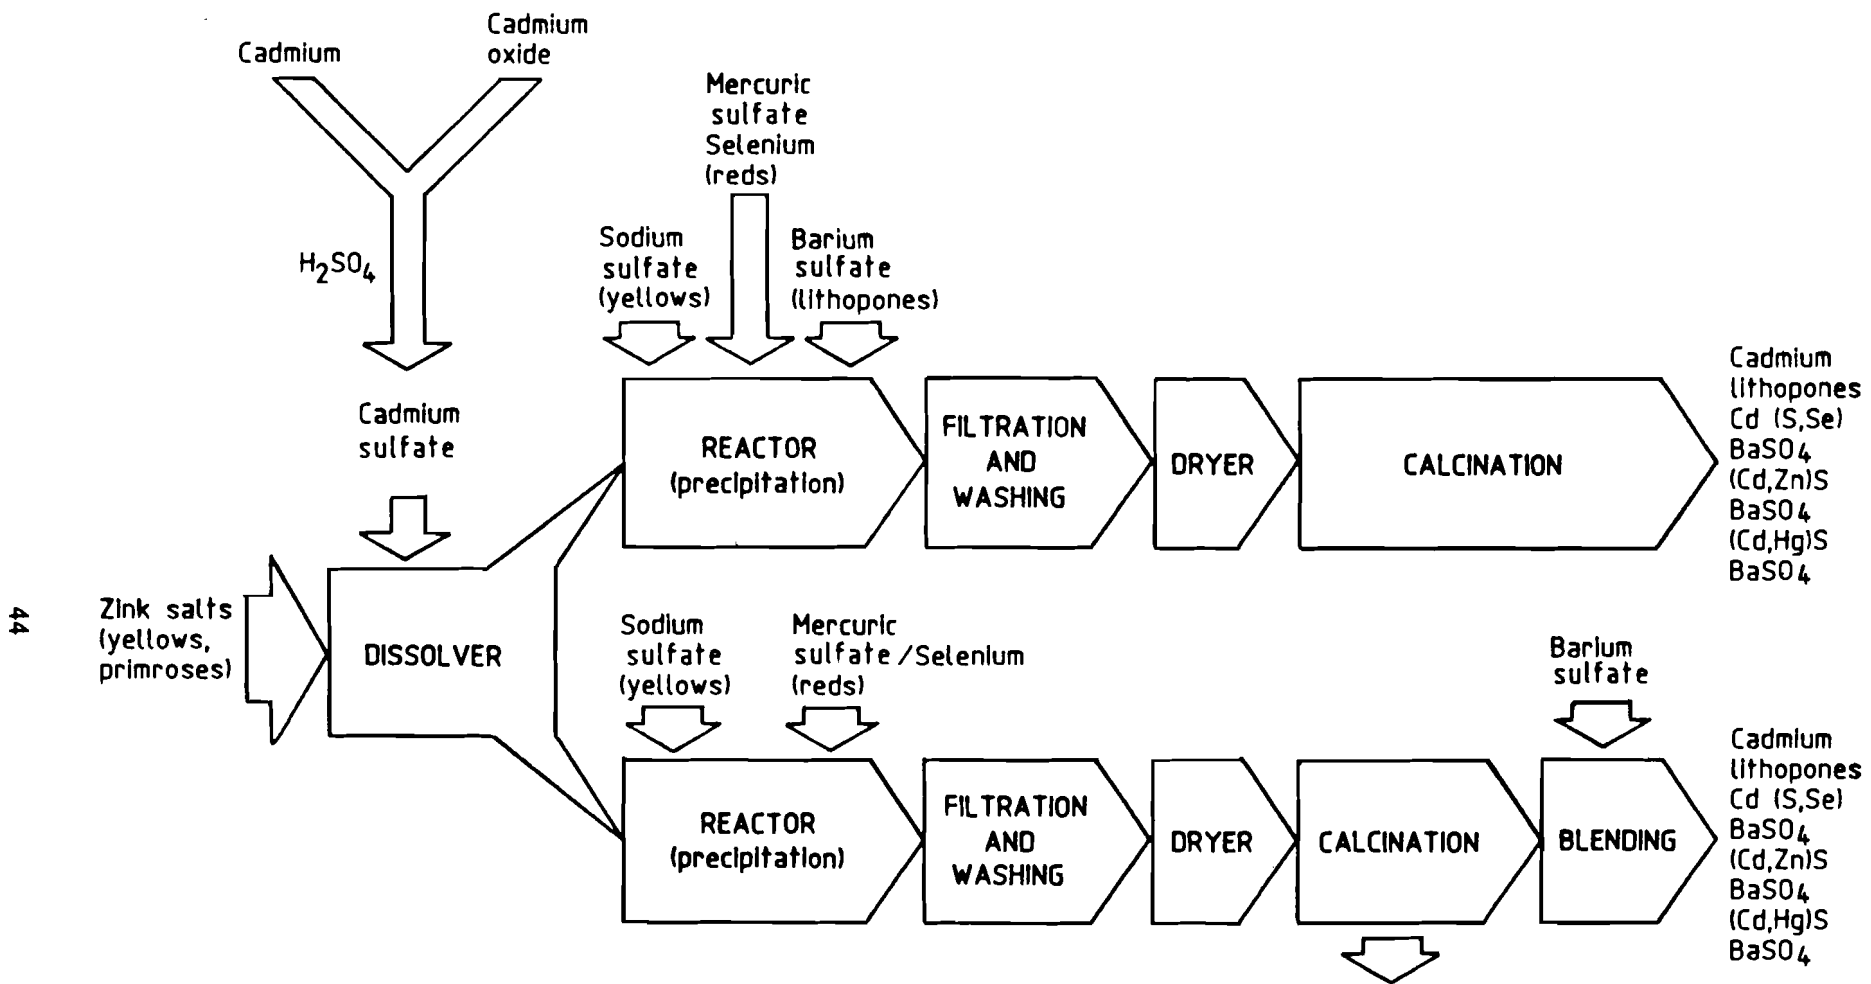 Cadmium
Cadmium
oxide
Mercuric
sulfate
Selenium
(reds)
H2SO4
Sodium
sulfate
(yellows)
Barium
sulfate
(lithopones)
Cadmium
sulfate
REACTOR
(precipitation)
FILTRATION
AND
WASHING
DRYER
CALCINATION
Cadmium
lithopones
Cd (S,Se)
BaSO4
(Cd,Zn)S
BaSO4
(Cd,Hg)S
BaSO4
44
Zink salts
(yellows,
primroses)
DISSOLVER
Sodium
sulfate
(yellows)
Mercuric
sulfate/Selenium
(reds)
Barium
sulfate
REACTOR
(precipitation)
FILTRATION
AND
WASHING
DRYER
CALCINATION
BLENDING
Cadmium
lithopones
Cd (S,Se)
BaSO4
(Cd,Zn)S
BaSO4
(Cd,Hg)S
BaSO4